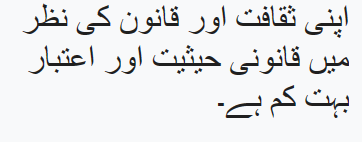 اپنی ثقافت اور قانون کی نظر
میں قانونی حیثیت اور اعتبار
بہت کم ہے۔